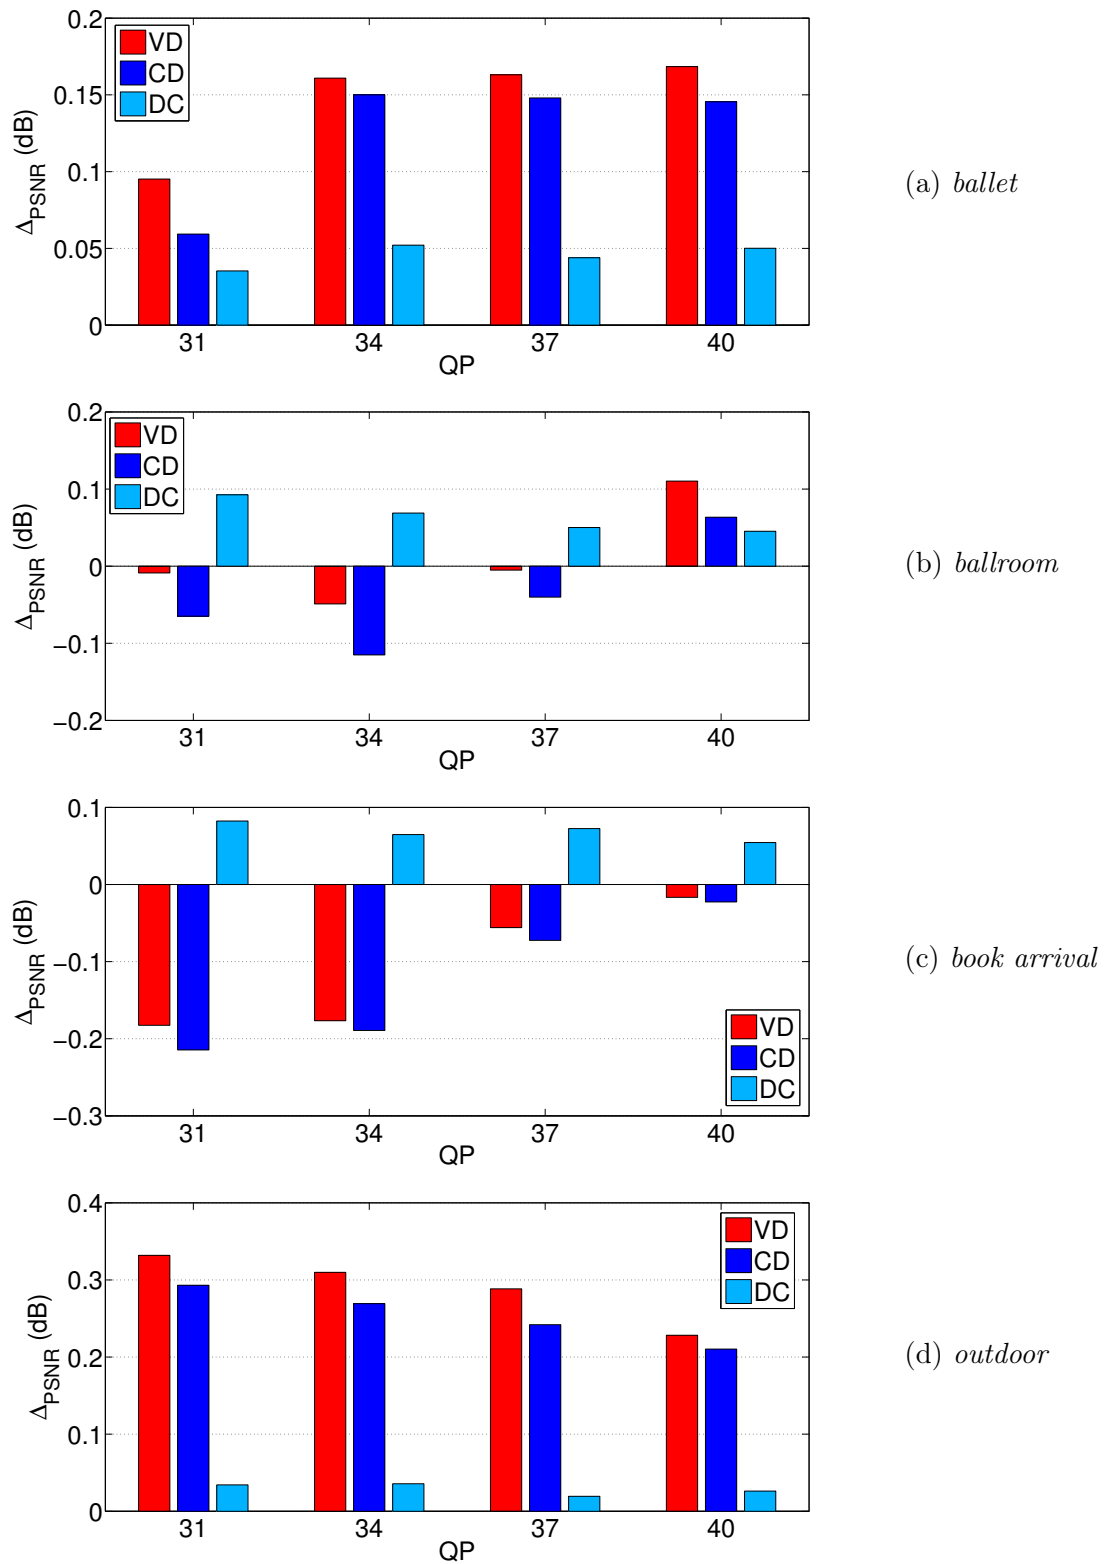 0.2
0.15
0.1
0.05
0
Δ_PSNR (dB)
VD
CD
DC
31 34 37 40
QP
(a) ballet
0.2
0.1
0
−0.1
−0.2
Δ_PSNR (dB)
VD
CD
DC
31 34 37 40
QP
(b) ballroom
0.1
0
−0.1
−0.2
−0.3
Δ_PSNR (dB)
VD
CD
DC
31 34 37 40
QP
(c) book arrival
0.4
0.3
0.2
0.1
0
Δ_PSNR (dB)
VD
CD
DC
31 34 37 40
QP
(d) outdoor